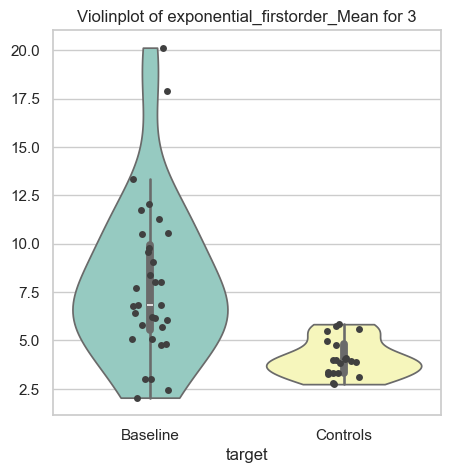 Violinplot of exponential_firstorder_Mean for 3
20.0
17.5
15.0
12.5
10.0
7.5
5.0
2.5
Baseline
Controls
target